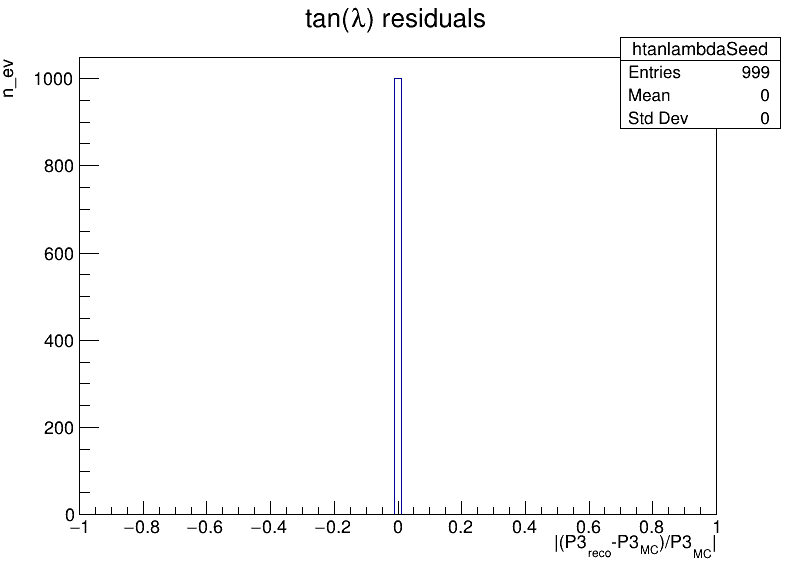 tan(λ) residuals
htanlambdaSeed
Entries 999
Mean 0
Std Dev 0
n_ev
1000
800
600
400
200
0
−1 −0.8 −0.6 −0.4 −0.2 0 0.2 0.4 0.6 0.8 1
|(P3reco-P3MC)/P3MC|